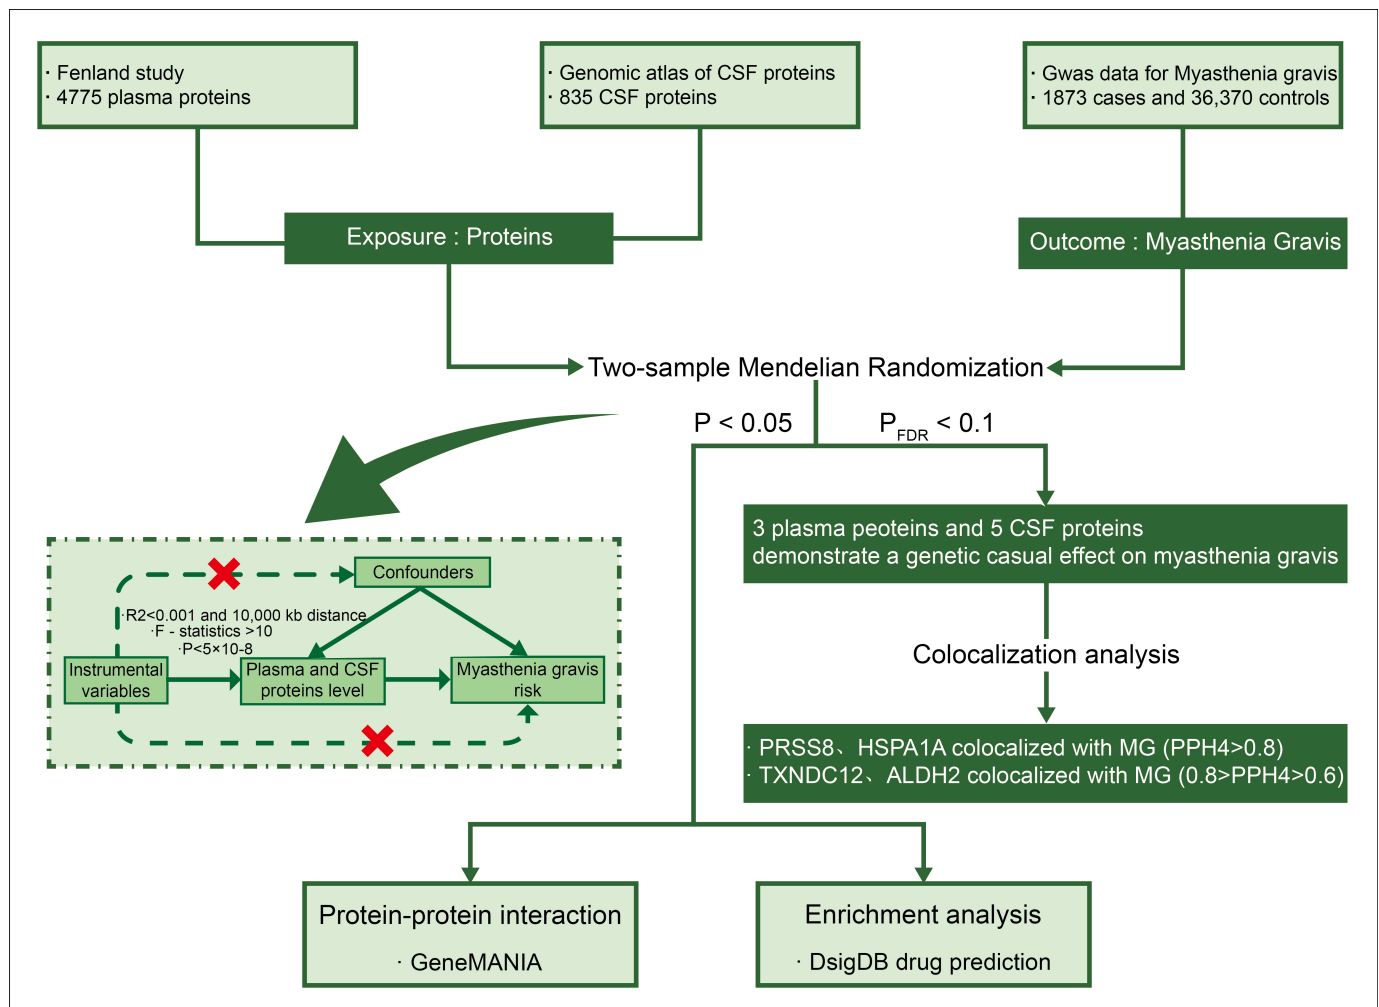 · Fenland study
· 4775 plasma proteins
· Genomic atlas of CSF proteins
· 835 CSF proteins
· Gwas data for Myasthenia gravis
· 1873 cases and 36,370 controls
Exposure : Proteins
Outcome : Myasthenia Gravis
Two-sample Mendelian Randomization
P < 0.05
PFDR < 0.1
3 plasma peoteins and 5 CSF proteins
demonstrate a genetic casual effect on myasthenia gravis
Confounders
·R2<0.001 and 10,000 kb distance
·F - statistics >10
·P<5×10-8
Instrumental
variables
Plasma and CSF
proteins level
Myasthenia gravis
risk
Colocalization analysis
· PRSS8、HSPA1A colocalized with MG (PPH4>0.8)
· TXNDC12、ALDH2 colocalized with MG (0.8>PPH4>0.6)
Protein-protein interaction
· GeneMANIA
Enrichment analysis
· DsigDB drug prediction